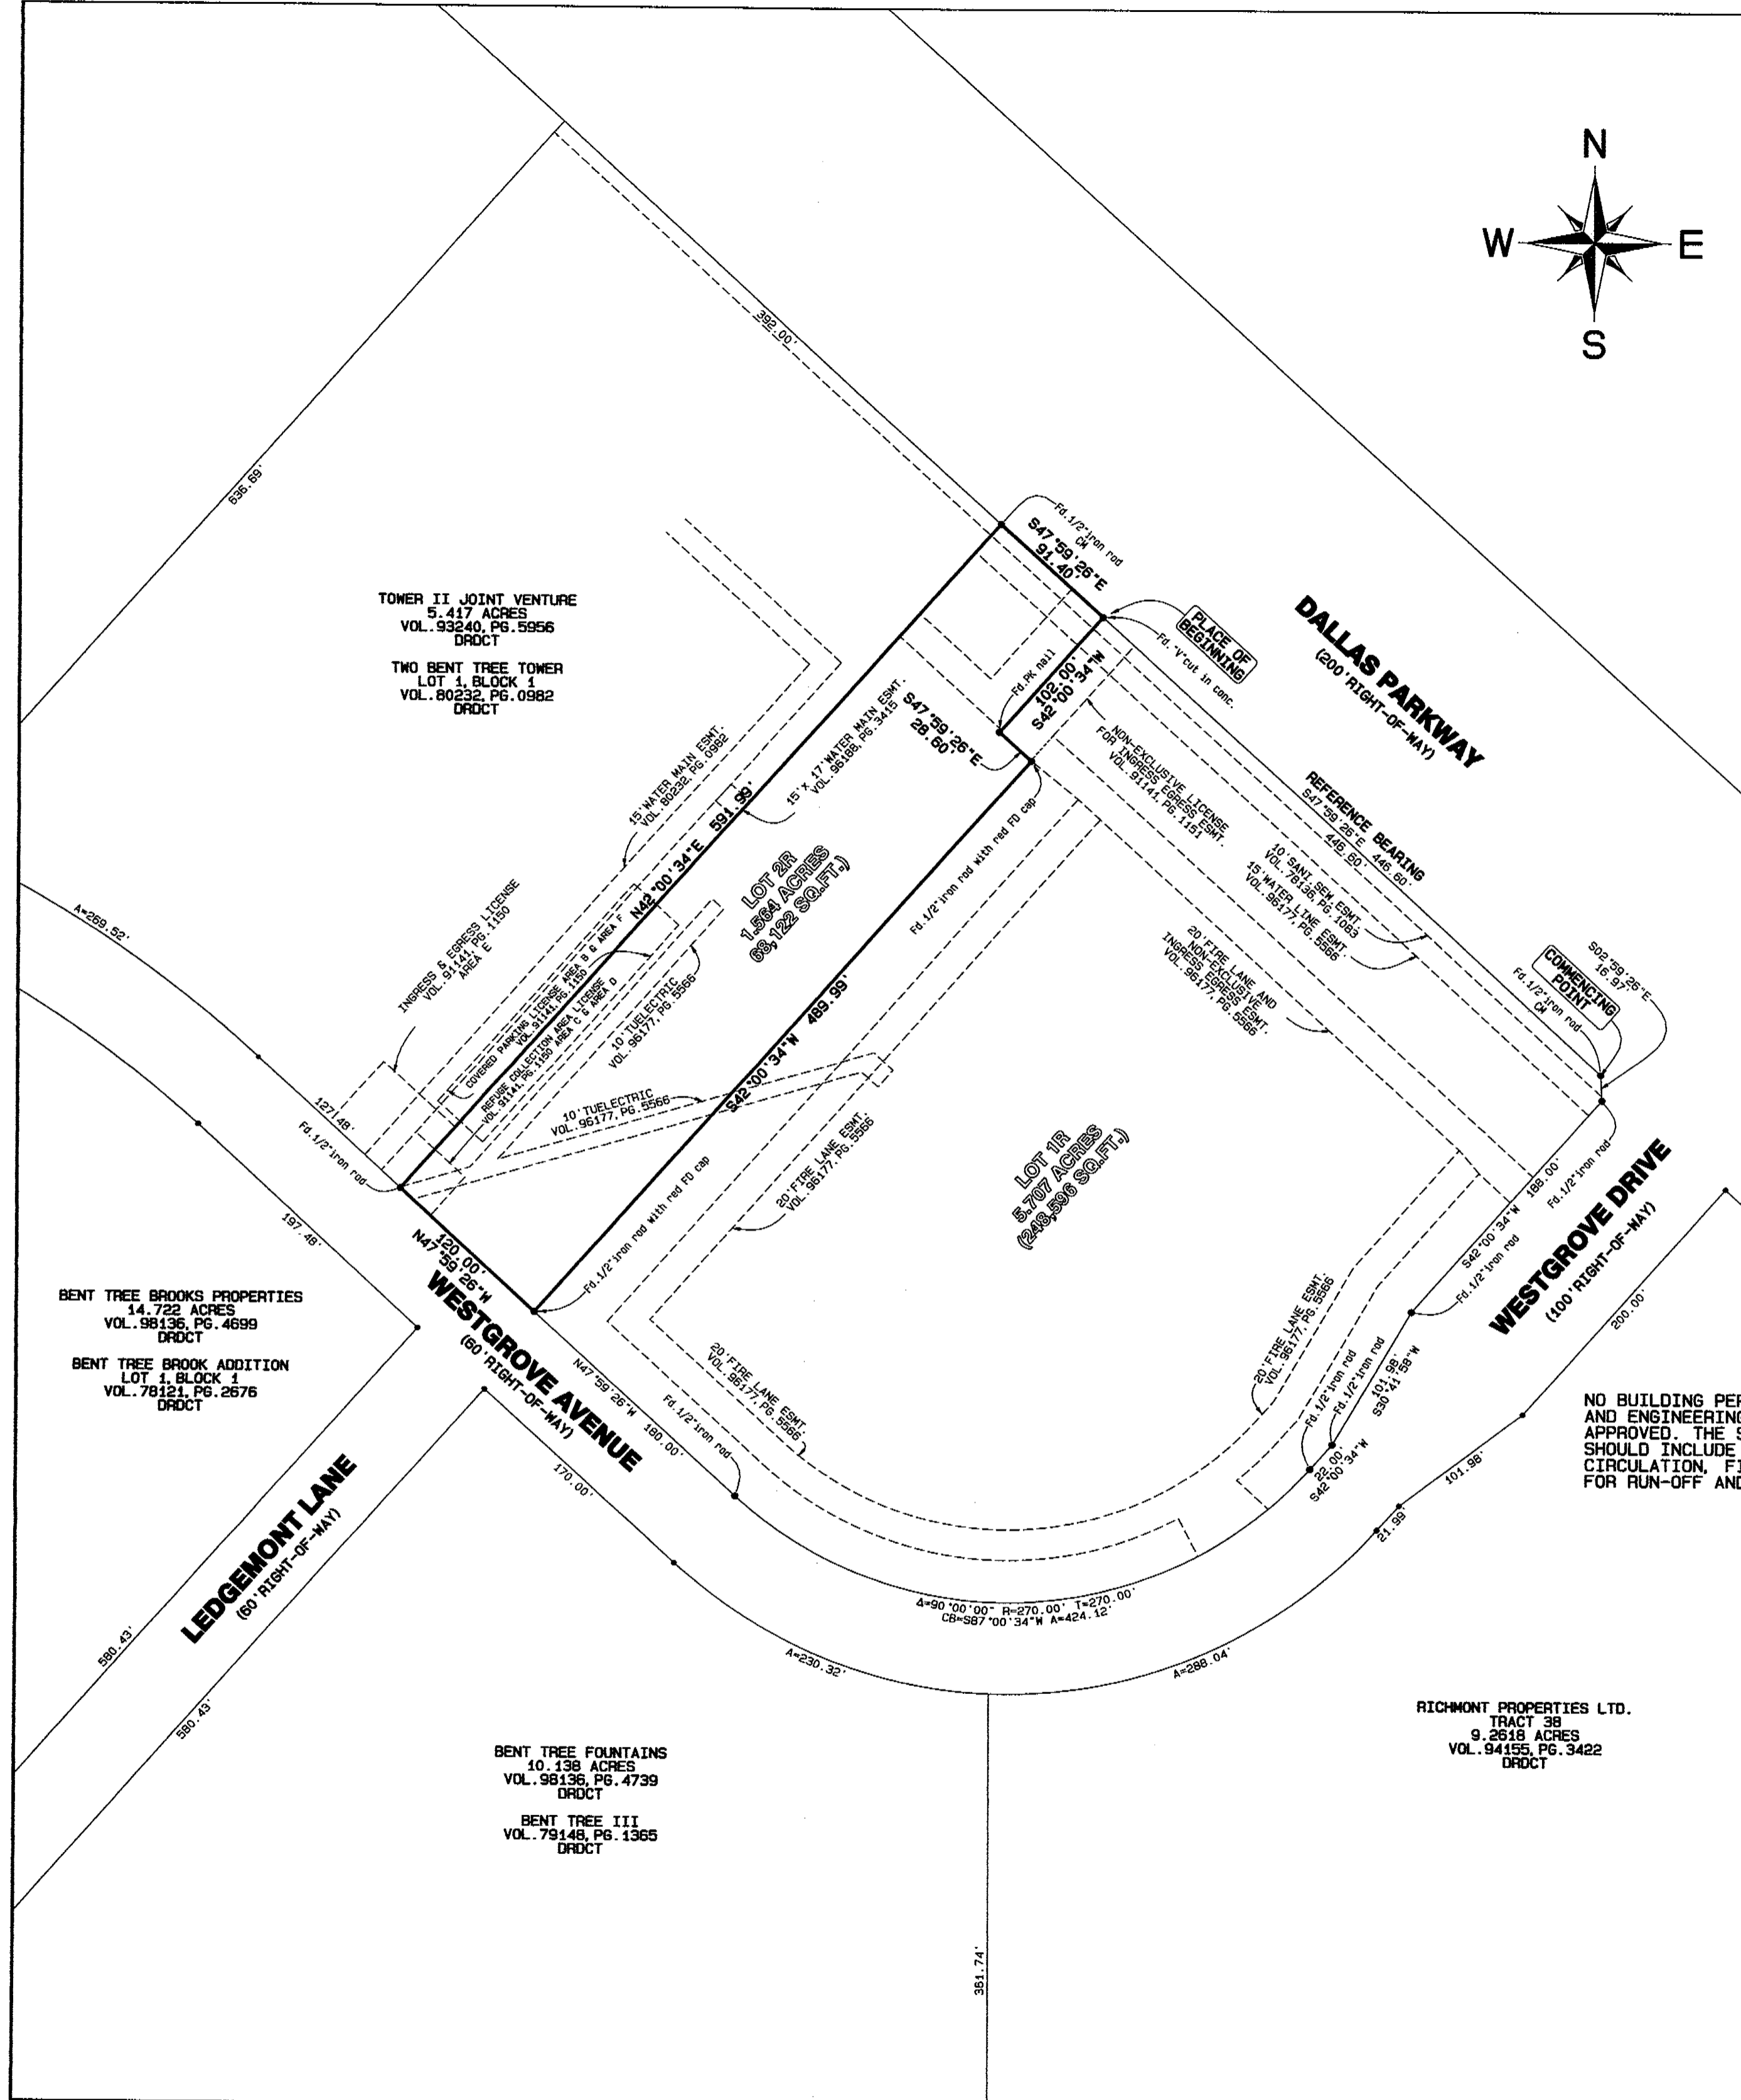 N
W
E
S
392.00'
636.69'
Fd.1/2"iron rod
CM
S47°59'26"E
91.40'
PLACE OF
BEGINNING
Fd."V"cut in conc.
DALLAS PARKWAY
(200'RIGHT-OF-WAY)
TOWER II JOINT VENTURE
5.417 ACRES
VOL.93240, PG.5956
DRDCT
TWO BENT TREE TOWER
LOT 1, BLOCK 1
VOL.80232, PG.0982
DRDCT
Fd.PK nail
102.00'
S42°00'34"W
S47°59'26"E
28.60'
15'X 17'WATER MAIN ESMT.
VOL.96188, PG.3415
15'WATER MAIN ESMT.
VOL.80232, PG.0982
NON-EXCLUSIVE LICENSE
FOR INGRESS EGRESS ESMT.
VOL.91141, PG.1151
REFERENCE BEARING
S47°59'26"E 446.60'
446.60'
N42°00'34"E 591.99'
LOT 2R
1.564 ACRES
68,122 SQ.FT.)
Fd.1/2"iron rod with red FD cap
10'SANI.SEW.ESMT.
VOL.78136, PG.1083
15'WATER LINE ESMT.
VOL.96177, PG.5566
20'FIRE LANE AND
NON-EXCLUSIVE
INGRESS EGRESS ESMT.
VOL.96177, PG.5566
A=269.52'
INGRESS & EGRESS LICENSE
VOL.91141, PG.1150
AREA E
COVERED PARKING LICENSE AREA B & AREA F
VOL.91141, PG.1150
REFUGE COLLECTION AREA LICENSE
VOL.91141, PG.1150 AREA C & AREA D
10'TUELECTRIC
VOL.96177, PG.5566
S42°00'34"W 489.99'
COMMENCING
POINT
S02°59'26"E
16.97'
Fd.1/2"iron rod
CM
127.48'
Fd.1/2"iron rod
10'TUELECTRIC
VOL.96177, PG.5566
20'FIRE LANE ESMT.
VOL.96177, PG.5566
LOT 1R
5.707 ACRES
(248,596 SQ.FT.)
188.00'
S42°00'34"W
Fd.1/2"iron rod
Fd.1/2"iron rod
WESTGROVE DRIVE
(100'RIGHT-OF-WAY)
200.00'
197.48'
120.00'
N47°59'26"W
Fd.1/2"iron rod with red FD cap
WESTGROVE AVENUE
(60'RIGHT-OF-WAY)
BENT TREE BROOKS PROPERTIES
14.722 ACRES
VOL.98136, PG.4699
DRDCT
BENT TREE BROOK ADDITION
LOT 1, BLOCK 1
VOL.78121, PG.2676
DRDCT
N47°59'26"W 180.00'
Fd.1/2"iron rod
20'FIRE LANE ESMT.
VOL.96177, PG.5566
20'FIRE LANE ESMT.
VOL.96177, PG.5566
Fd.1/2"iron rod
Fd.1/2"iron rod
101.98'
S30°41'58"W
22.00'
S42°00'34"W
101.98'
21.99'
NO BUILDING PER
AND ENGINEERING
APPROVED. THE S
SHOULD INCLUDE
CIRCULATION, FI
FOR RUN-OFF AND
170.00'
LEDGEMONT LANE
(60'RIGHT-OF-WAY)
580.43'
580.43'
Δ=90°00'00" R=270.00' T=270.00'
CB=S87°00'34"W A=424.12'
A=230.32'
A=288.04'
RICHMONT PROPERTIES LTD.
TRACT 3B
9.2618 ACRES
VOL.94155, PG.3422
DRDCT
BENT TREE FOUNTAINS
10.138 ACRES
VOL.98136, PG.4739
DRDCT
BENT TREE III
VOL.79148, PG.1365
DRDCT
381.74'